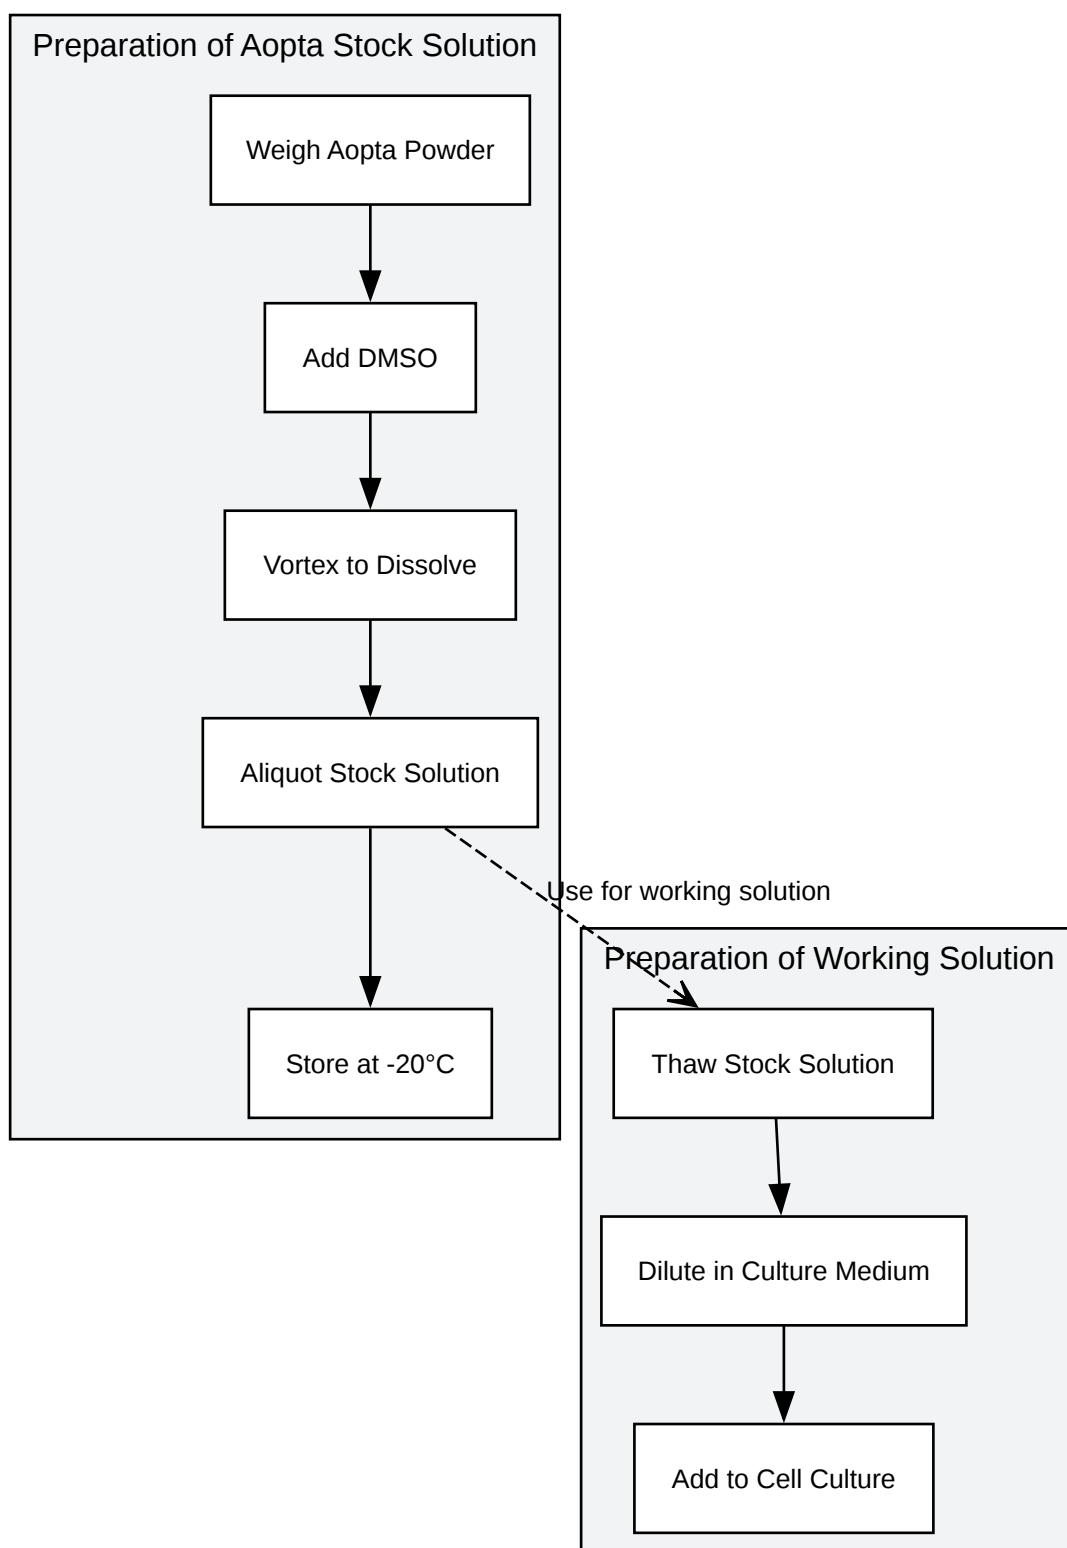 Preparation of Aopta Stock Solution
Weigh Aopta Powder
Add DMSO
Vortex to Dissolve
Aliquot Stock Solution
Use for working solution
Store at -20°C
Preparation of Working Solution
Thaw Stock Solution
Dilute in Culture Medium
Add to Cell Culture